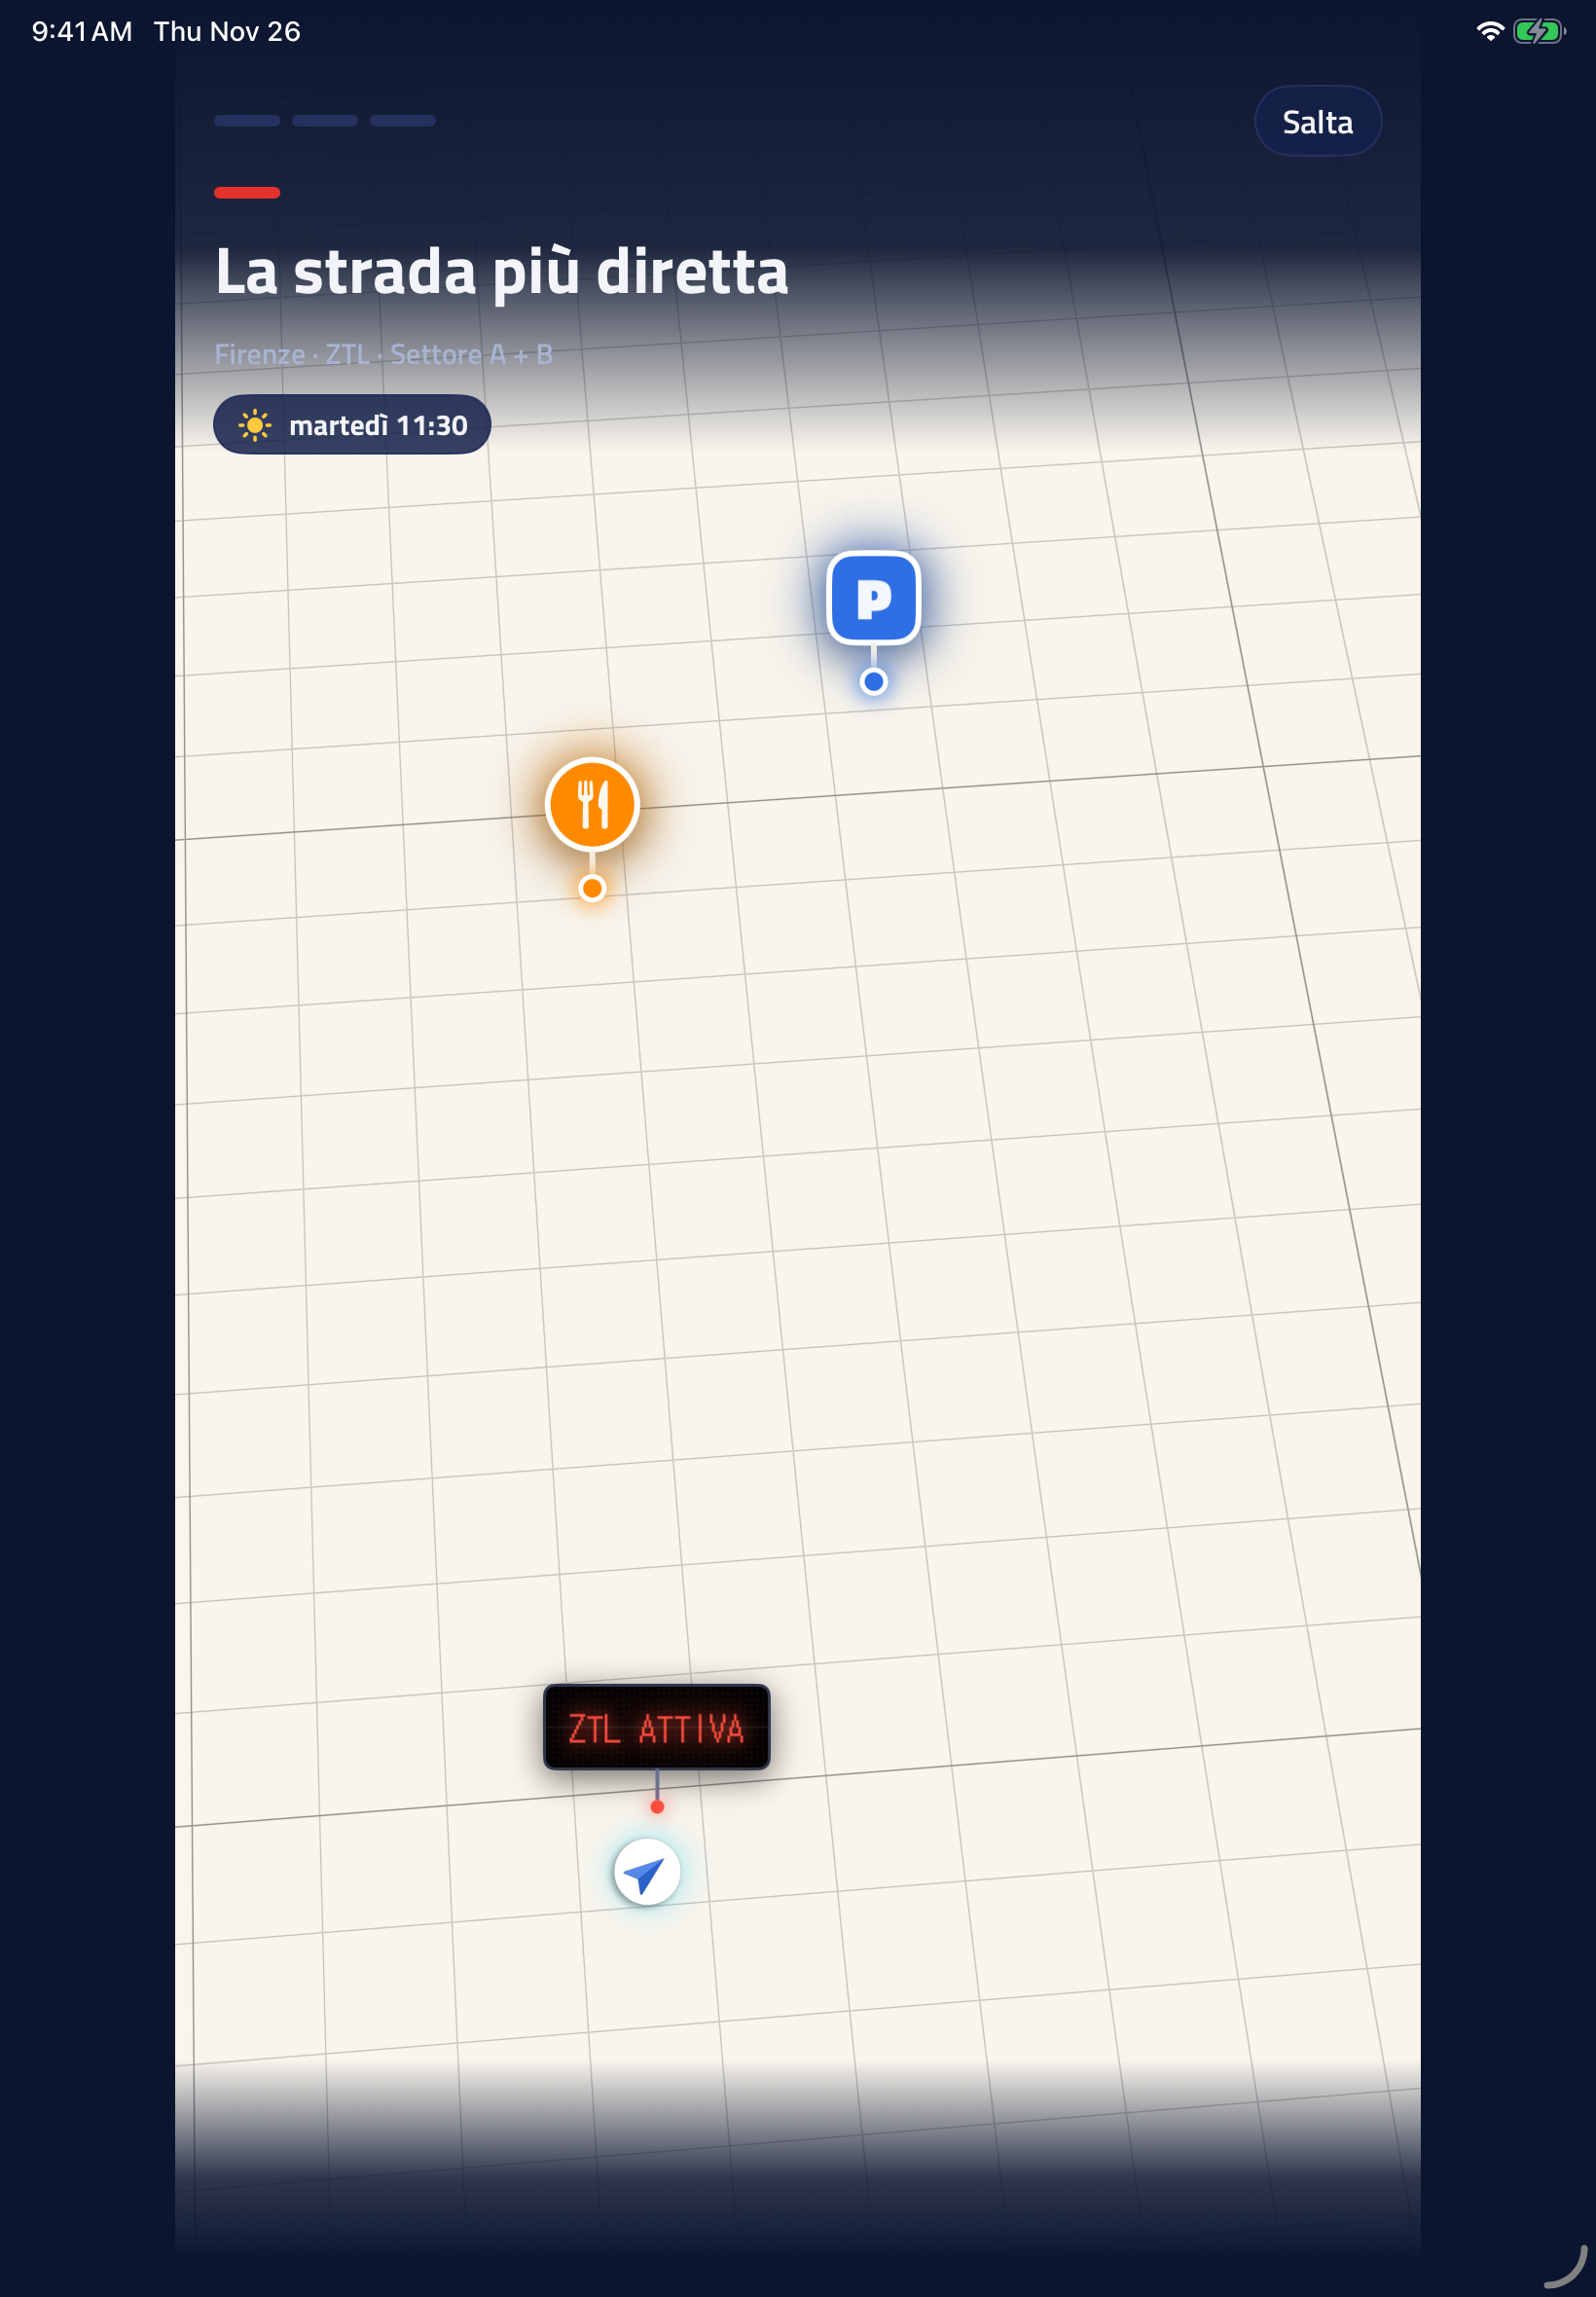 9:41 AM Thu Nov 26
Salta
La strada più diretta
Firenze · ZTL · Settore A + B
martedì 11:30
P
ZTL ATTIVA